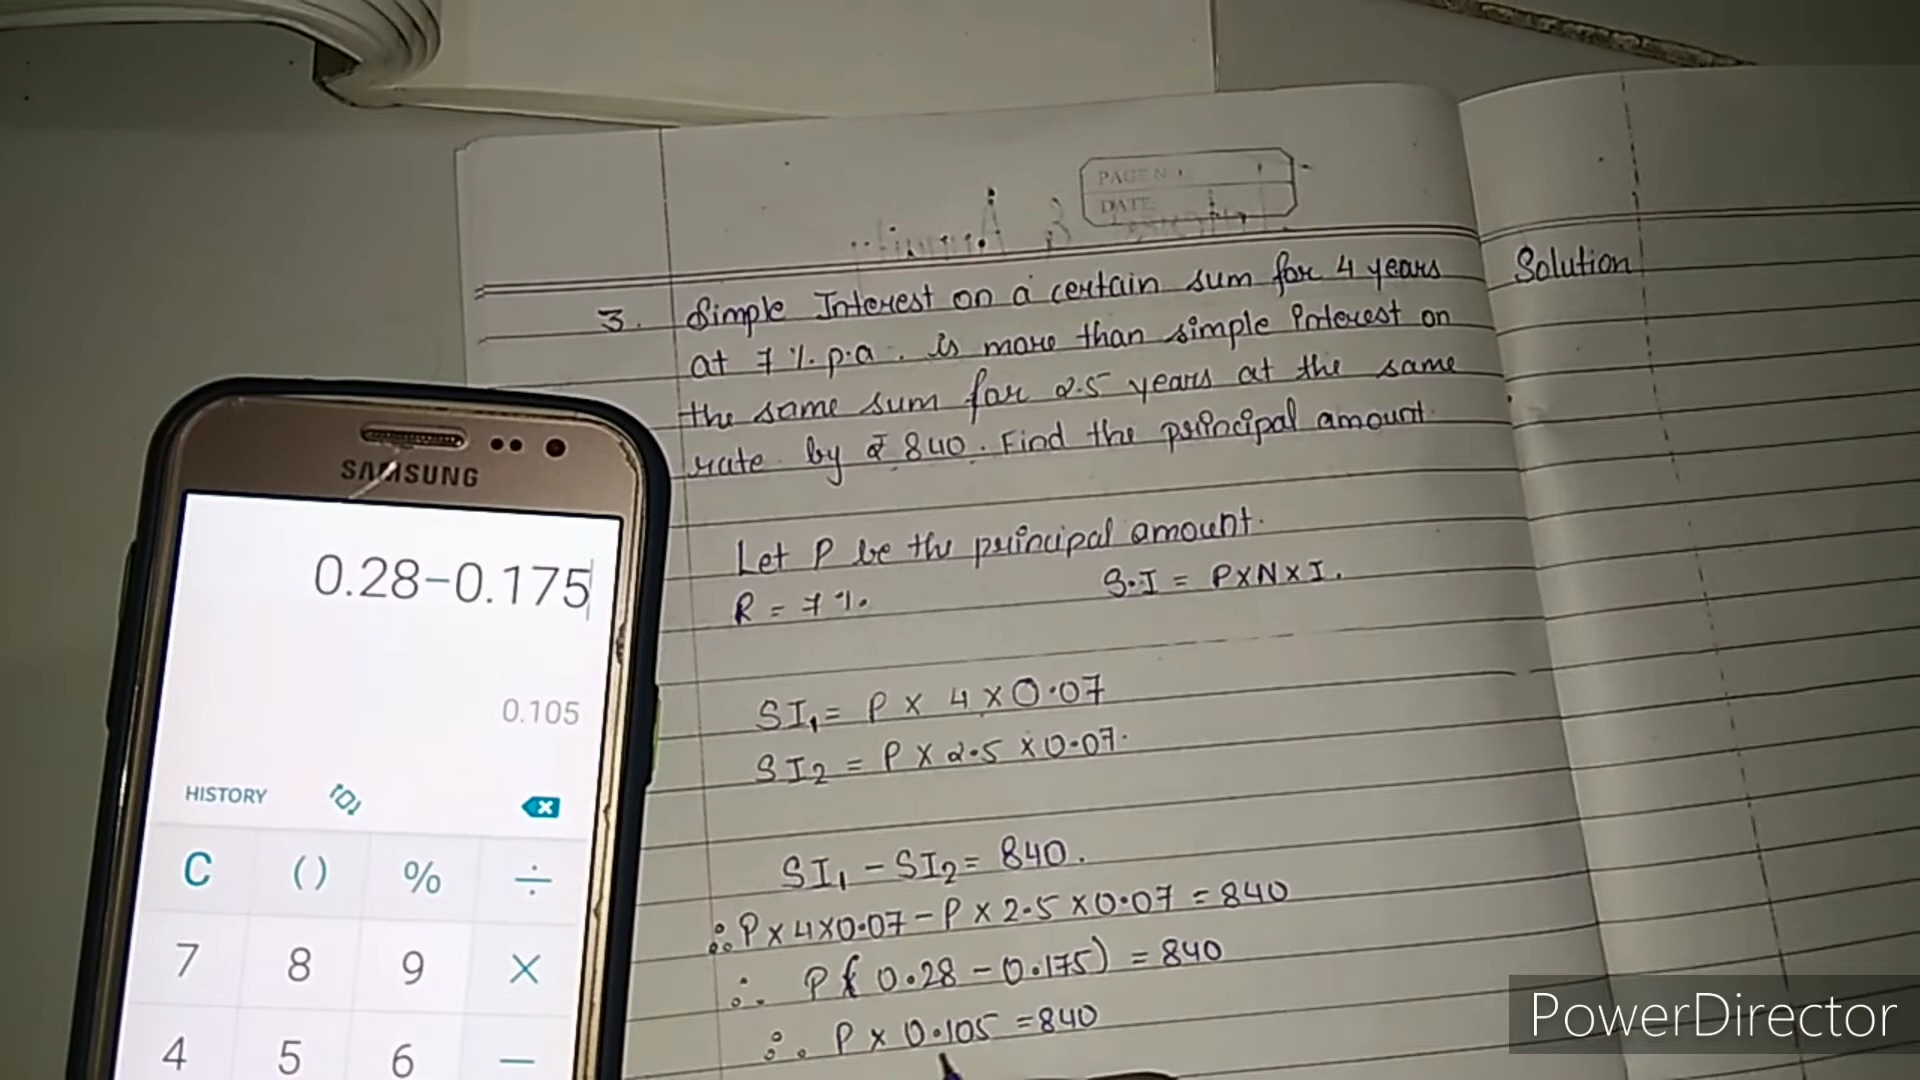 PAGE No
DATE
3. Simple Interest on a certain sum for 4 years
at 7 %. p.a. is more than simple interest on
the same sum for 2.5 years at the same
rate by ₹ 840. Find the principal amount.
Let P be the principal amount.
R = 7 %.
S.I = P×N×I.
SI₁ = P × 4 × 0.07
SI₂ = P × 2.5 × 0.07.
SI₁ - SI₂ = 840.
∴ P × 4×0.07 - P × 2.5 × 0.07 = 840
∴ P ( 0.28 - 0.175) = 840
∴ P × 0.105 = 840
Solution
SAMSUNG
0.28-0.175
0.105
HISTORY
C () % ÷
7 8 9 ×
4 5 6 −
PowerDirector